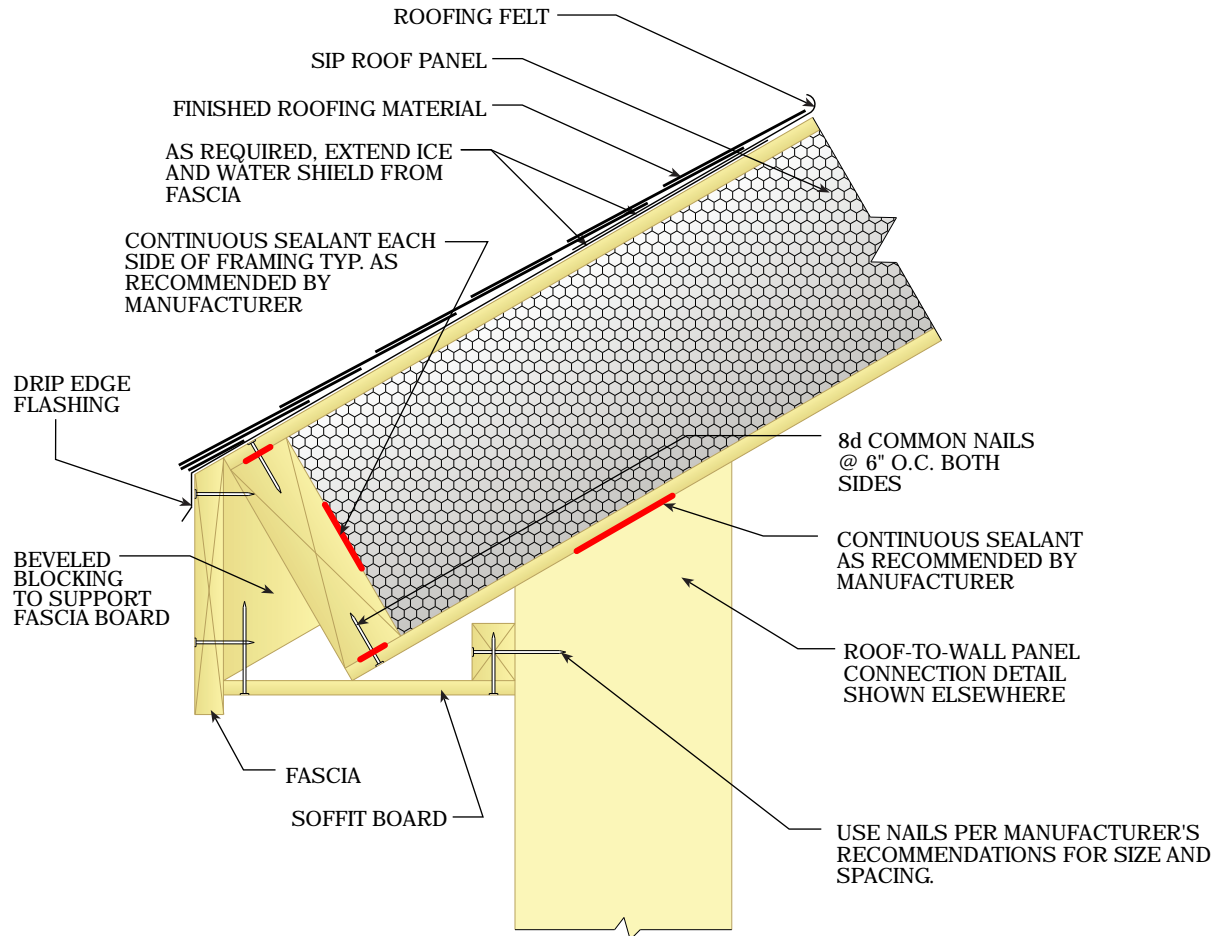 ROOFING FELT
SIP ROOF PANEL
FINISHED ROOFING MATERIAL
AS REQUIRED, EXTEND ICE
AND WATER SHIELD FROM
FASCIA
CONTINUOUS SEALANT EACH
SIDE OF FRAMING TYP. AS
RECOMMENDED BY
MANUFACTURER
DRIP EDGE
FLASHING
8d COMMON NAILS
@ 6" O.C. BOTH
SIDES
CONTINUOUS SEALANT
AS RECOMMENDED BY
MANUFACTURER
BEVELED
BLOCKING
TO SUPPORT
FASCIA BOARD
ROOF-TO-WALL PANEL
CONNECTION DETAIL
SHOWN ELSEWHERE
FASCIA
SOFFIT BOARD
USE NAILS PER MANUFACTURER'S
RECOMMENDATIONS FOR SIZE AND
SPACING.